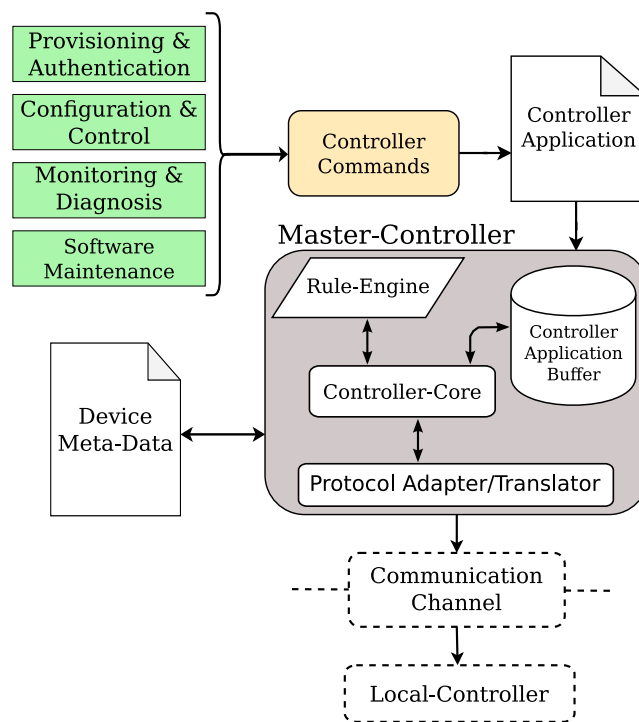 Provisioning &
Authentication
Configuration &
Control
Monitoring &
Diagnosis
Software
Maintenance
Controller
Commands
Controller
Application
Master-Controller
Rule-Engine
Controller
Application
Buffer
Controller-Core
Device
Meta-Data
Protocol Adapter/Translator
Communication
Channel
Local-Controller